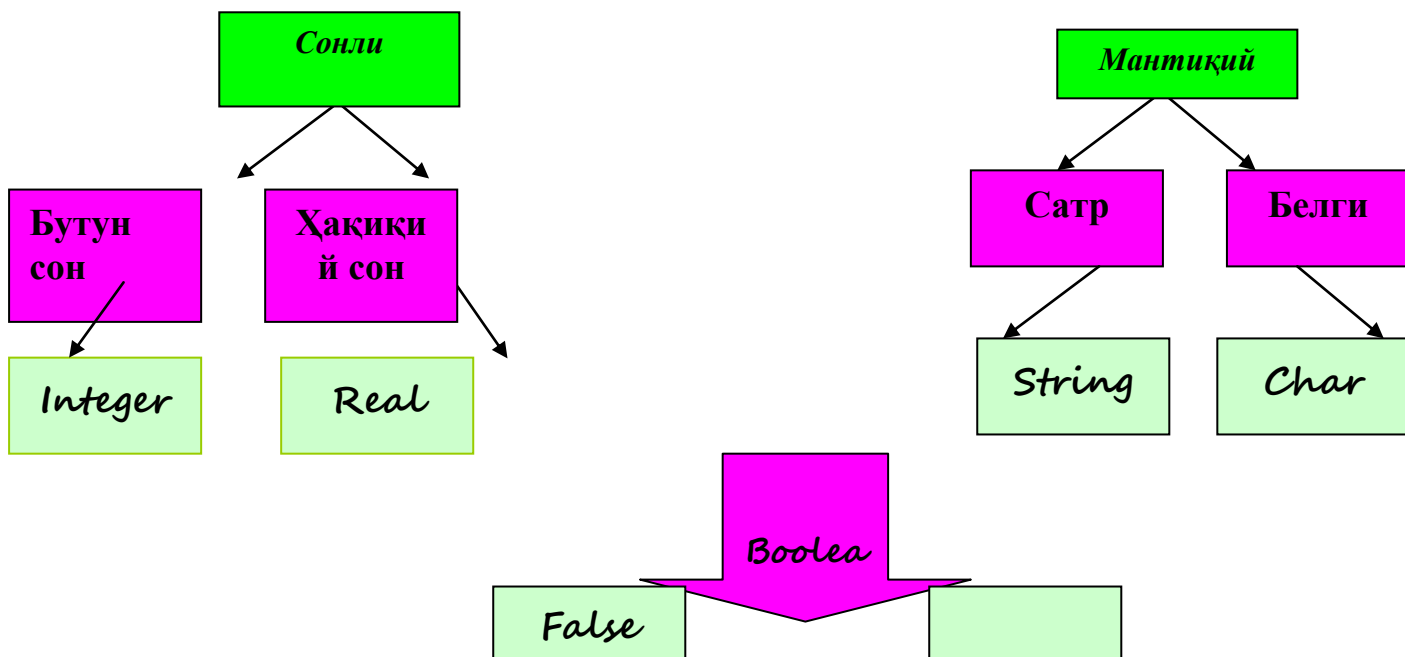 Сонли
Мантиқий
Бутун
сон
Ҳақиқи
й сон
Сатр
Белги
Integer
Real
String
Char
Boolea
False